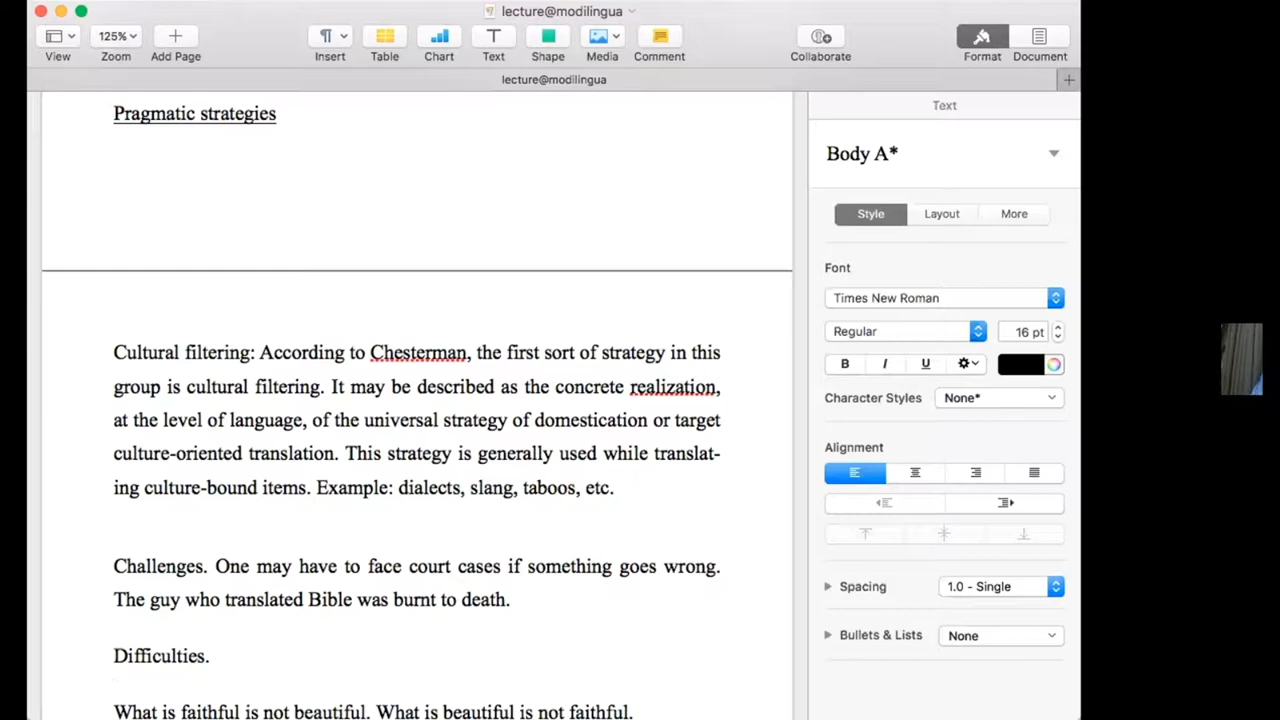 lecture@modilingua
View
125%
Zoom
Add Page
Insert
Table
Chart
Text
Shape
Media
Comment
Collaborate
Format
Document
lecture@modilingua
Pragmatic strategies
Cultural filtering: According to Chesterman, the first sort of strategy in this
group is cultural filtering. It may be described as the concrete realization,
at the level of language, of the universal strategy of domestication or target
culture-oriented translation. This strategy is generally used while translat-
ing culture-bound items. Example: dialects, slang, taboos, etc.
Challenges. One may have to face court cases if something goes wrong.
The guy who translated Bible was burnt to death.
Difficulties.
What is faithful is not beautiful. What is beautiful is not faithful.
Text
Body A*
Style
Layout
More
Font
Times New Roman
Regular
16 pt
B I U
Character Styles
None*
Alignment
Spacing
1.0 - Single
Bullets & Lists
None